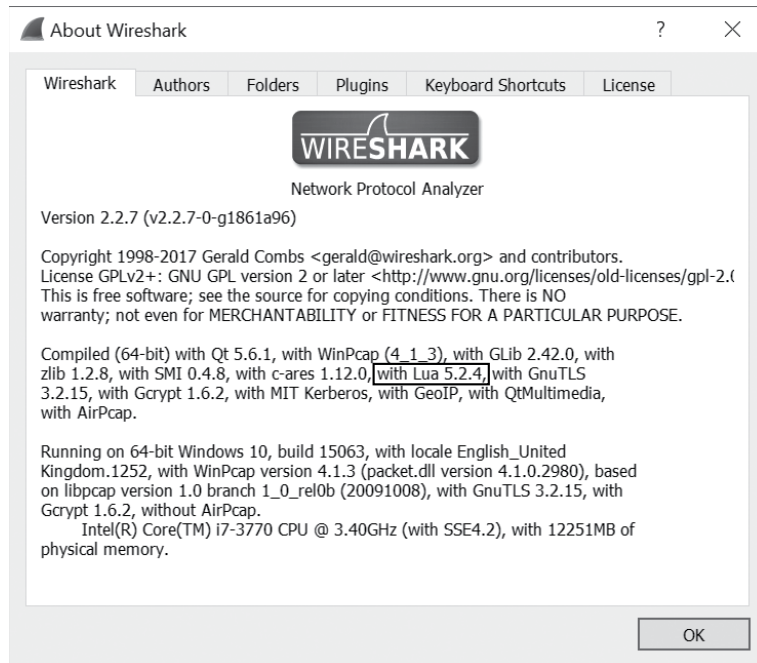 About Wireshark ? ×
Wireshark Authors Folders Plugins Keyboard Shortcuts License
WIRESHARK
Network Protocol Analyzer
Version 2.2.7 (v2.2.7-0-g1861a96)
Copyright 1998-2017 Gerald Combs <gerald@wireshark.org> and contributors.
License GPLv2+: GNU GPL version 2 or later <http://www.gnu.org/licenses/old-licenses/gpl-2.(
This is free software; see the source for copying conditions. There is NO
warranty; not even for MERCHANTABILITY or FITNESS FOR A PARTICULAR PURPOSE.
Compiled (64-bit) with Qt 5.6.1, with WinPcap (4_1_3), with GLib 2.42.0, with
zlib 1.2.8, with SMI 0.4.8, with c-ares 1.12.0, with Lua 5.2.4, with GnuTLS
3.2.15, with Gcrypt 1.6.2, with MIT Kerberos, with GeoIP, with QtMultimedia,
with AirPcap.
Running on 64-bit Windows 10, build 15063, with locale English_United
Kingdom.1252, with WinPcap version 4.1.3 (packet.dll version 4.1.0.2980), based
on libpcap version 1.0 branch 1_0_rel0b (20091008), with GnuTLS 3.2.15, with
Gcrypt 1.6.2, without AirPcap.
Intel(R) Core(TM) i7-3770 CPU @ 3.40GHz (with SSE4.2), with 12251MB of
physical memory.
OK